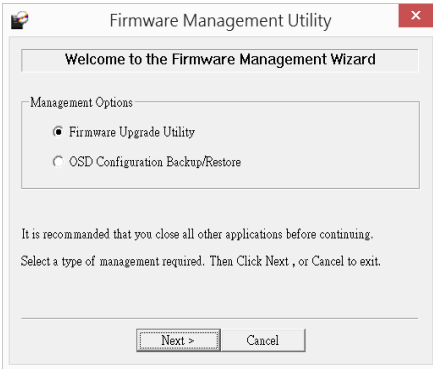 Firmware Management Utility
x
Welcome to the Firmware Management Wizard
Management Options
Firmware Upgrade Utility
OSD Configuration Backup/Restore
It is recommanded that you close all other applications before continuing.
Select a type of management required. Then Click Next , or Cancel to exit.
Next >
Cancel